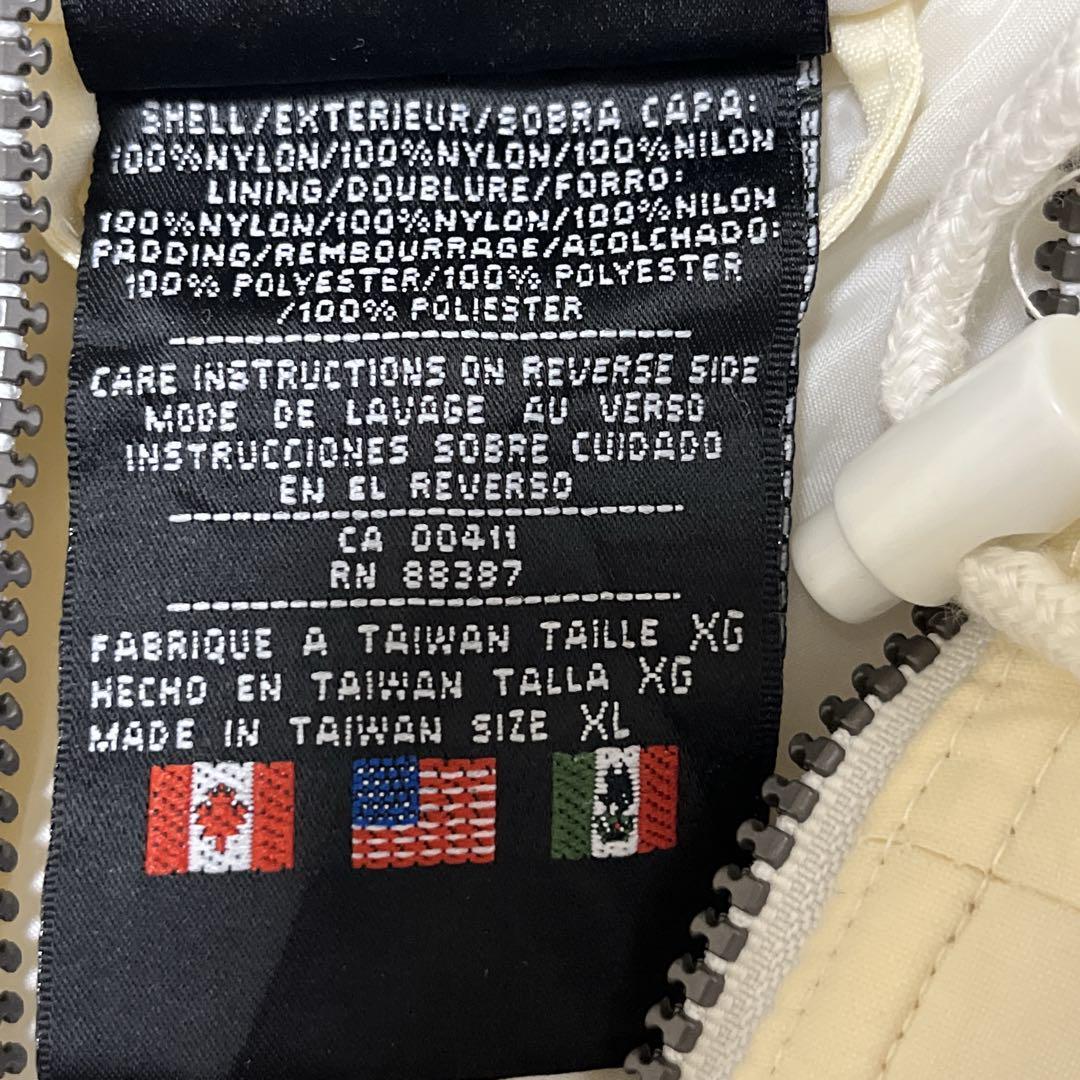 SHELL/EXTERIEUR/SOBRA CAPA:
100%NYLON/100%NYLON/100%NILON
LINING/DOUBLURE/FORRO:
100%NYLON/100%NYLON/100%NILON
PADDING/REMBOURRAGE/ACOLCHADO:
100% POLYESTER/100% POLYESTER
/100% POLIESTER
CARE INSTRUCTIONS ON REVERSE SIDE
MODE DE LAVAGE AU VERSO
INSTRUCCIONES SOBRE CUIDADO
EN EL REVERSO
CA 00411
RN 88387
FABRIQUE A TAIWAN TAILLE XG
HECHO EN TAIWAN TALLA XG
MADE IN TAIWAN SIZE XL